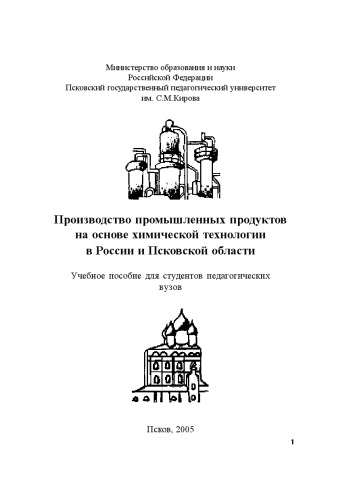 Министерство образования и науки
Российской Федерации
Псковский государственный педагогический университет
им. С.М.Кирова
Производство промышленных продуктов
на основе химической технологии
в России и Псковской области
Учебное пособие для студентов педагогических
вузов
Псков, 2005
1